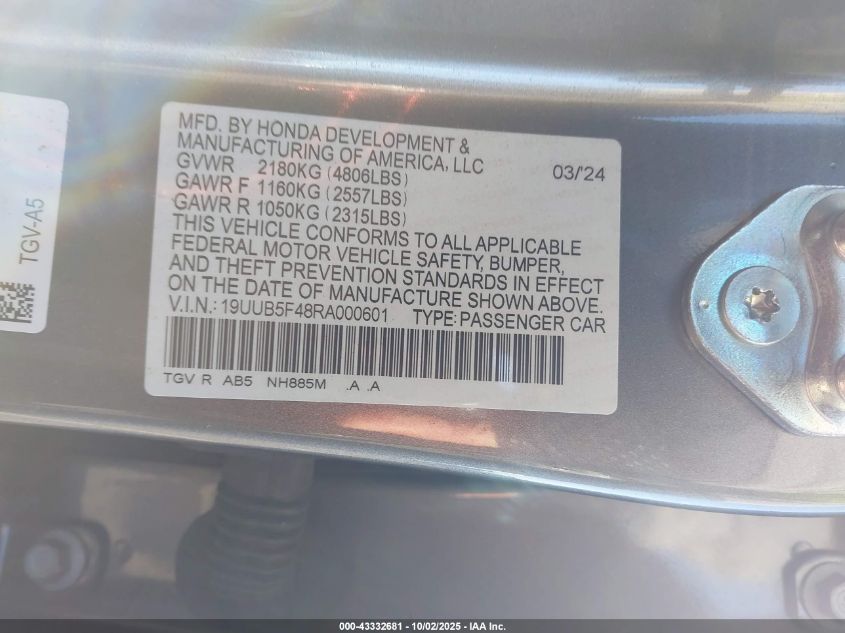 MFD. BY HONDA DEVELOPMENT &
MANUFACTURING OF AMERICA, LLC
GVWR 2180KG (4806LBS) 03/24
GAWR F 1160KG (2557LBS)
GAWR R 1050KG (2315LBS)
THIS VEHICLE CONFORMS TO ALL APPLICABLE
FEDERAL MOTOR VEHICLE SAFETY, BUMPER,
AND THEFT PREVENTION STANDARDS IN EFFECT
ON THE DATE OF MANUFACTURE SHOWN ABOVE.
V.I.N.: 19UUB5F48RA000601 TYPE: PASSENGER CAR
TGV R AB5 NH885M .A .A
TGV-A5
000-43332681 - 10/02/2025 - IAA Inc.